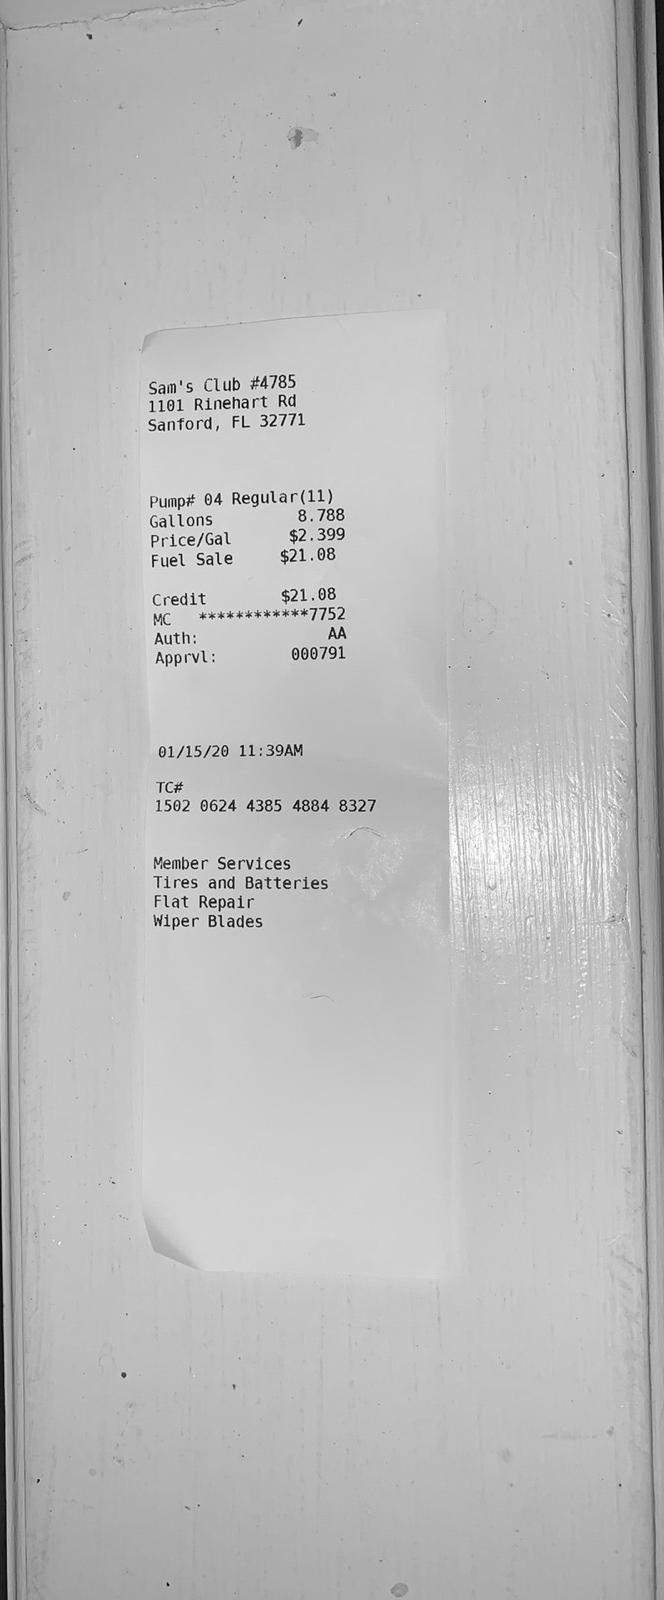 Sam's Club #4785
1101 Rinehart Rd
Sanford, FL 32771
Pump# 04 Regular(11)
Gallons 8.788
Price/Gal $2.399
Fuel Sale $21.08
Credit $21.08
MC ************7752
Auth: AA
Apprvl: 000791
01/15/20 11:39AM
TC#
1502 0624 4385 4884 8327
Member Services
Tires and Batteries
Flat Repair
Wiper Blades